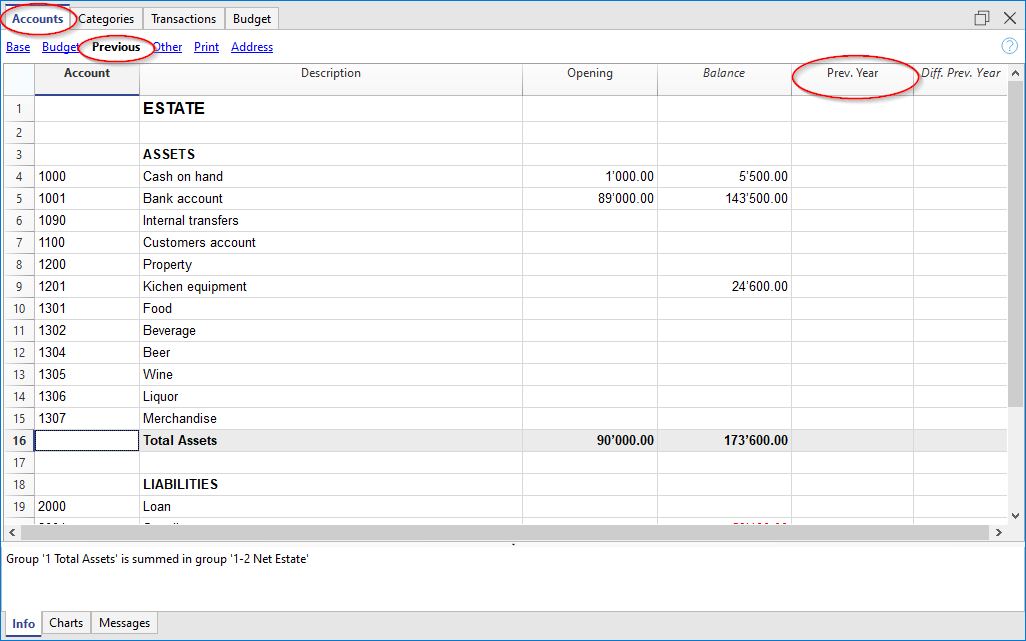 Accounts Categories Transactions Budget
Base Budget Previous Other Print Address
Account Description Opening Balance Prev. Year Diff. Prev. Year
1 ESTATE
2
3 ASSETS
4 1000 Cash on hand 1'000.00 5'500.00
5 1001 Bank account 89'000.00 143'500.00
6 1090 Internal transfers
7 1100 Customers account
8 1200 Property
9 1201 Kichen equipment 24'600.00
10 1301 Food
11 1302 Beverage
12 1304 Beer
13 1305 Wine
14 1306 Liquor
15 1307 Merchandise
16 Total Assets 90'000.00 173'600.00
17
18 LIABILITIES
19 2000 Loan
Group '1 Total Assets' is summed in group '1-2 Net Estate'
Info Charts Messages